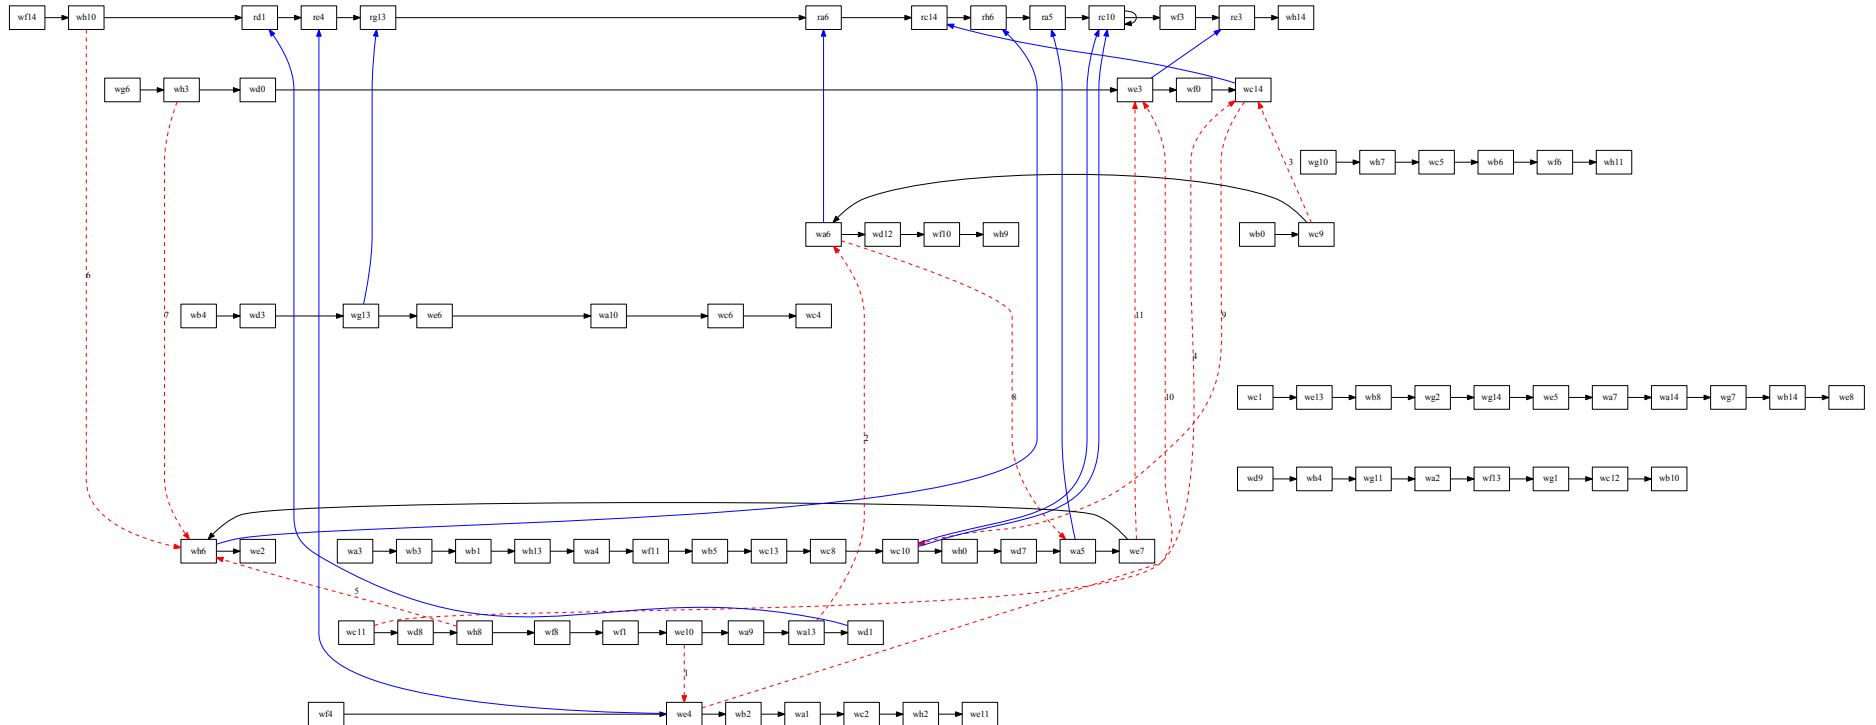 wf14 wh10 rd1 re4 rg13 ra6 rc14 rh6 ra5 rc10 wf3 re3 wh14
wg6 wh3 wd0 we3 wf0 wc14
3 wg10 wh7 wc5 wb6 wf6 wh11
wa6 wd12 wf10 wh9 wb0 wc9
6
7 wb4 wd3 wg13 we6 wa10 wc6 wc4 11 9
4
8 10 wc1 we13 wb8 wg2 wg14 we5 wa7 wa14 wg7 wb14 we8
2
wd9 wh4 wg11 wa2 wf13 wg1 wc12 wb10
wh6 we2 wa3 wb3 wb1 wh13 wa4 wf11 wb5 wc13 wc8 wc10 wh0 wd7 wa5 we7
5
wc11 wd8 wh8 wf8 wf1 we10 wa9 wa13 wd1
1
wf4 we4 wb2 wa1 wc2 wh2 we11